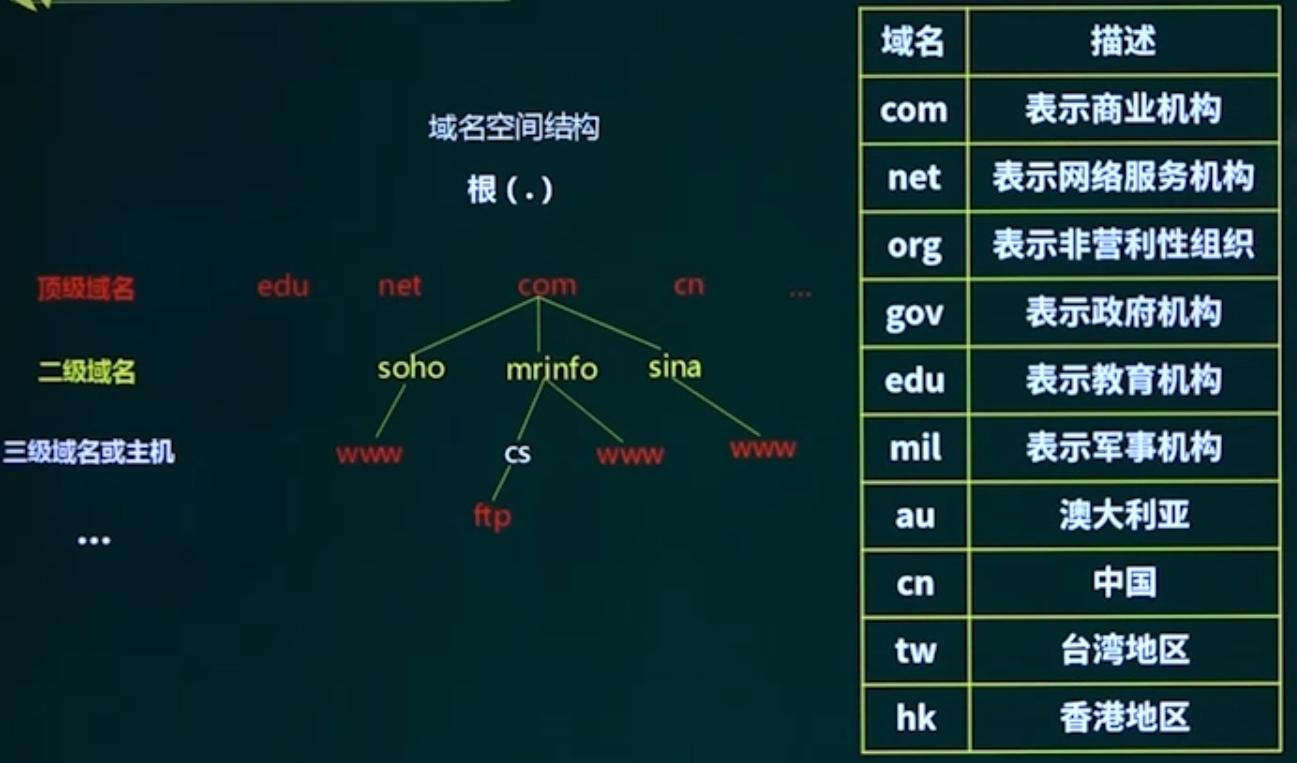 域名空间结构
根(.)
顶级域名 edu net com cn ...
二级域名 soho mrinfo sina
三级域名或主机 www cs www www
... ftp
域名 描述
com 表示商业机构
net 表示网络服务机构
org 表示非营利性组织
gov 表示政府机构
edu 表示教育机构
mil 表示军事机构
au 澳大利亚
cn 中国
tw 台湾地区
hk 香港地区